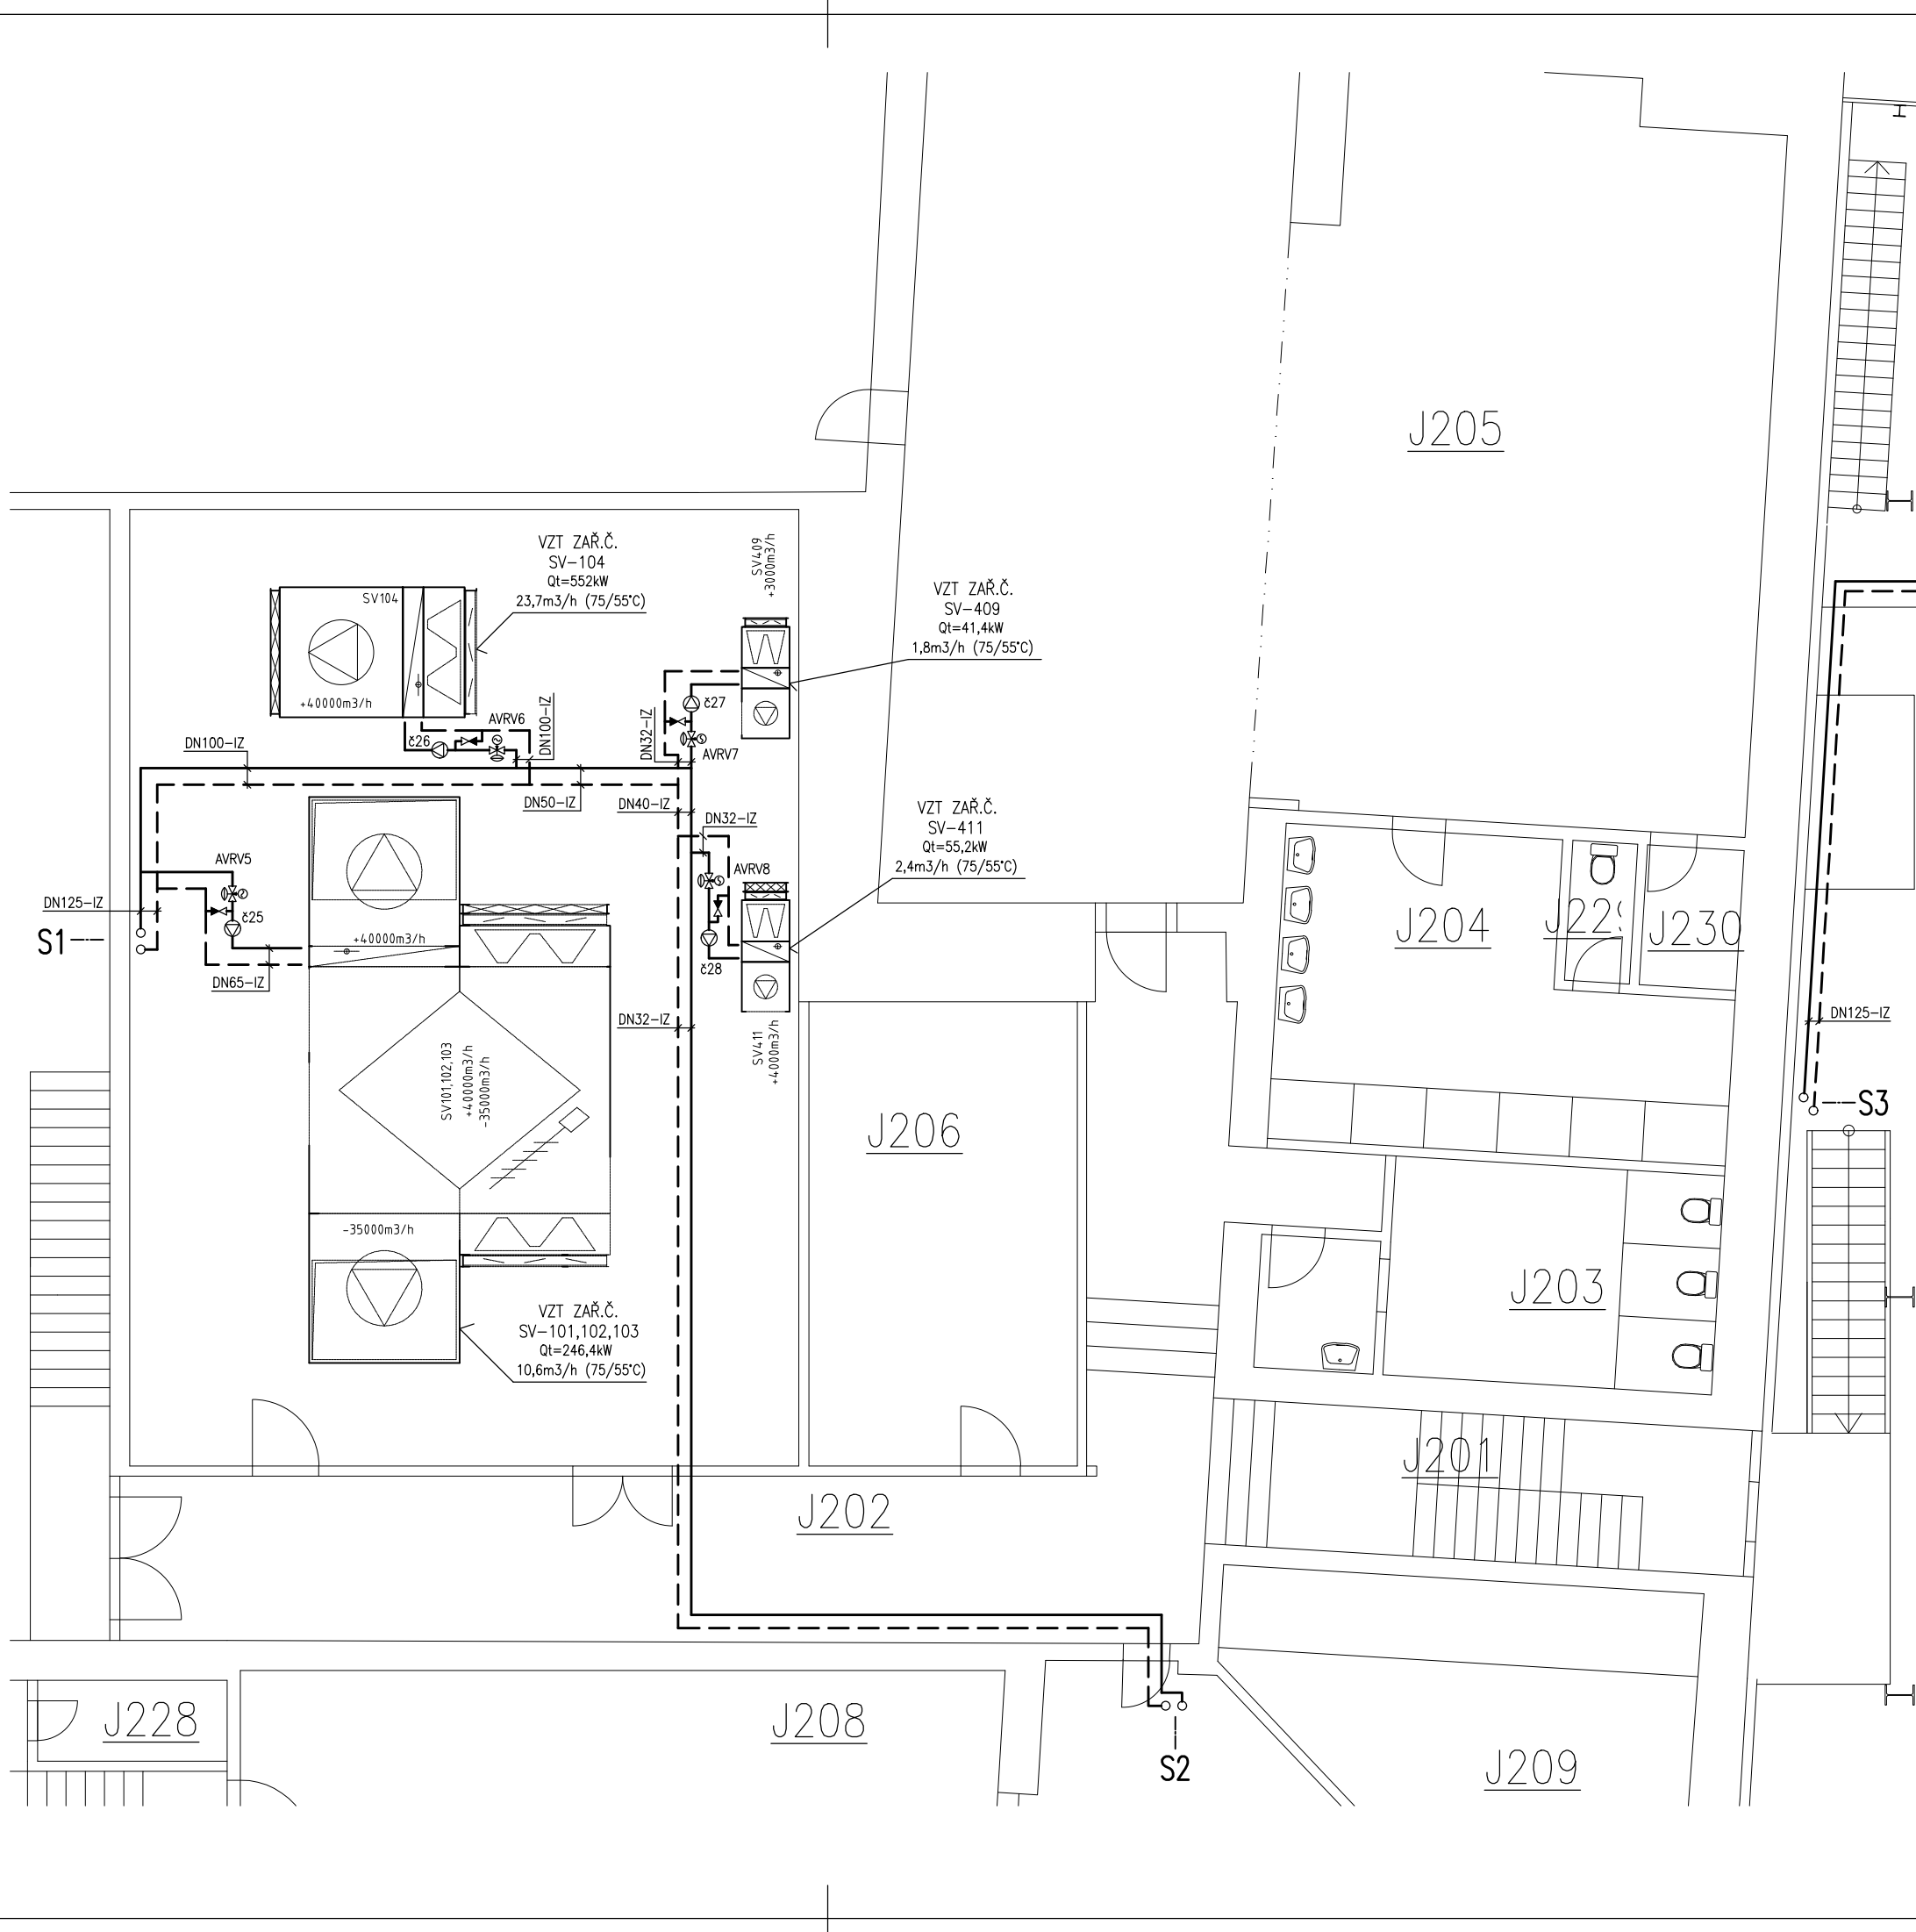 J205
VZT ZAŘ.Č.
SV-104
Qt=552kW
23,7m3/h (75/55°C)
SV104
+40000m3/h
SV409
+3000m3/h
VZT ZAŘ.Č.
SV-409
Qt=41,4kW
1,8m3/h (75/55°C)
č27
AVRV6
č26
DN100-IZ
DN32-IZ
AVRV7
DN100-IZ
DN50-IZ
DN40-IZ
DN32-IZ
VZT ZAŘ.Č.
SV-411
Qt=55,2kW
2,4m3/h (75/55°C)
AVRV5
AVRV8
DN125-IZ
č25
S1
+40000m3/h
č28
DN65-IZ
DN32-IZ
SV411
+4000m3/h
J204
J229
J230
DN125-IZ
S3
SV101,102,103
+40000m3/h
-35000m3/h
J206
-35000m3/h
J203
VZT ZAŘ.Č.
SV-101,102,103
Qt=246,4kW
10,6m3/h (75/55°C)
J201
J202
J228
J208
S2
J209